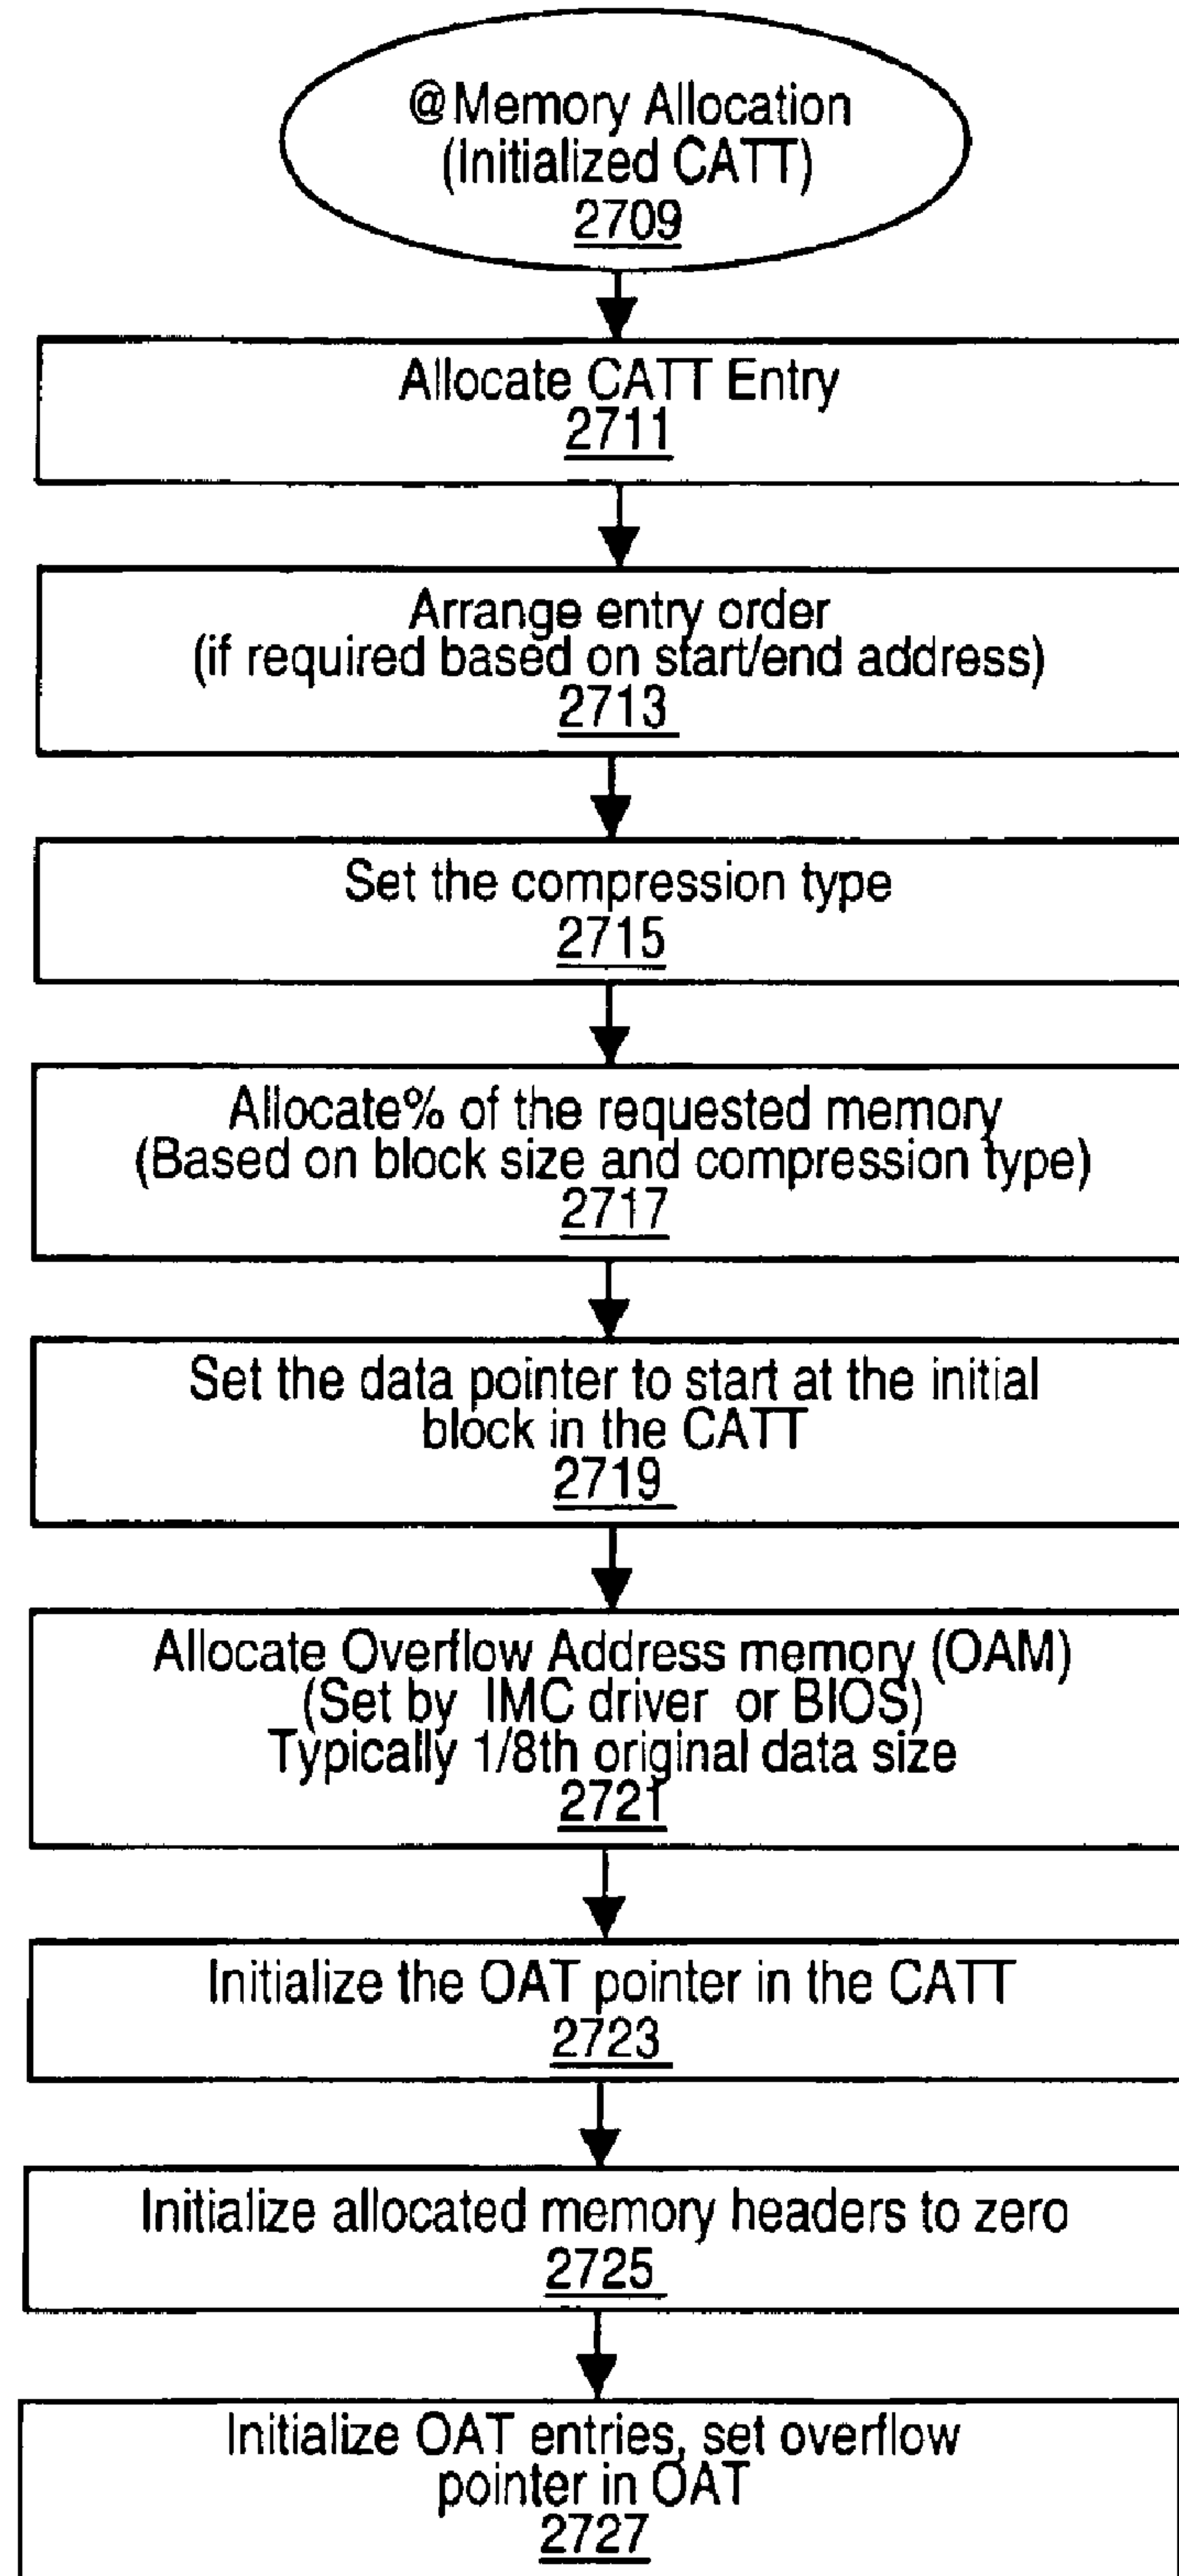 @Memory Allocation
(Initialized CATT)
2709
Allocate CATT Entry
2711
Arrange entry order
(if required based on start/end address)
2713
Set the compression type
2715
Allocate% of the requested memory
(Based on block size and compression type)
2717
Set the data pointer to start at the initial
block in the CATT
2719
Allocate Overflow Address memory (OAM)
(Set by IMC driver or BIOS)
Typically 1/8th original data size
2721
Initialize the OAT pointer in the CATT
2723
Initialize allocated memory headers to zero
2725
Initialize OAT entries, set overflow
pointer in OAT
2727